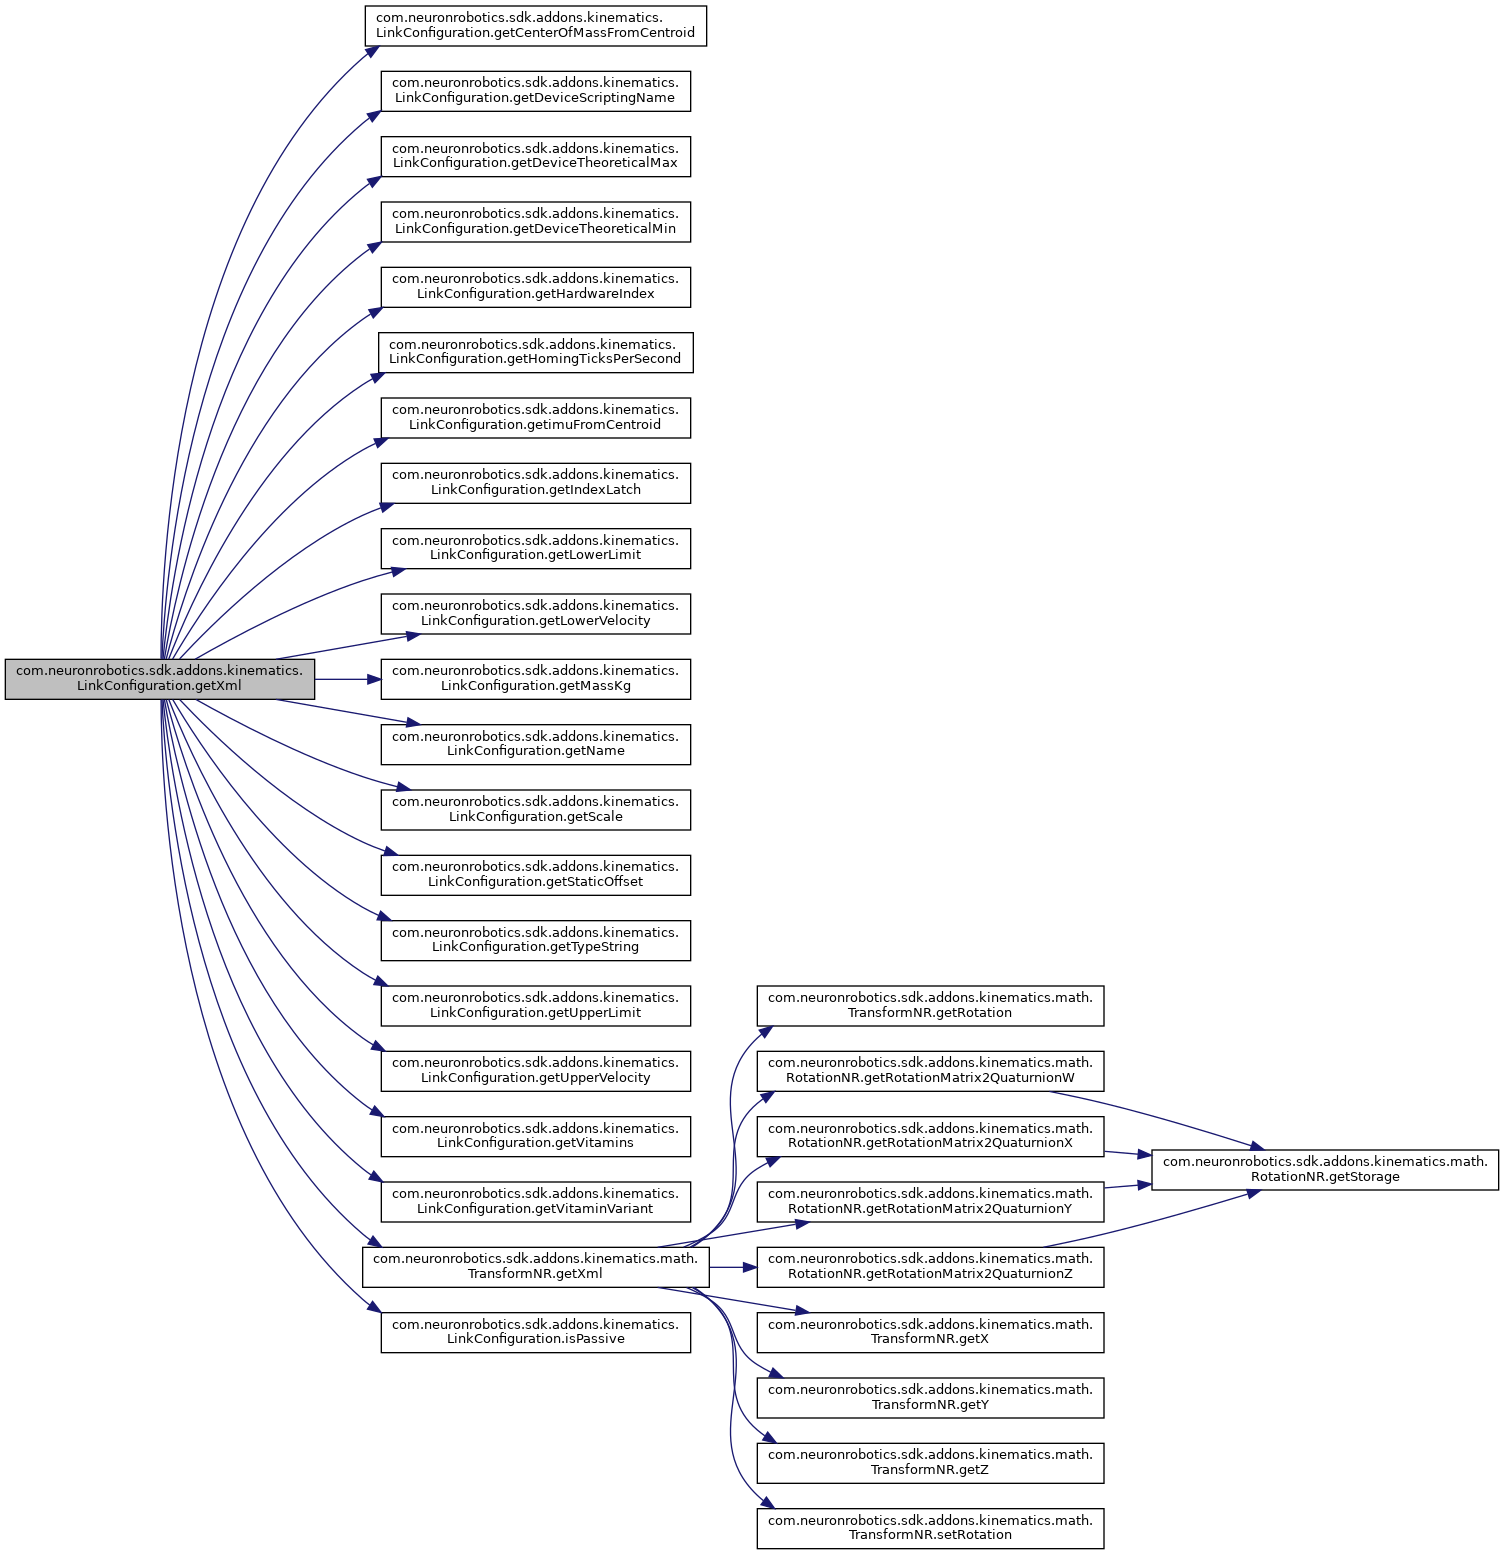 com.neuronrobotics.sdk.addons.kinematics.
LinkConfiguration.getXml
com.neuronrobotics.sdk.addons.kinematics.
LinkConfiguration.getCenterOfMassFromCentroid
com.neuronrobotics.sdk.addons.kinematics.
LinkConfiguration.getDeviceScriptingName
com.neuronrobotics.sdk.addons.kinematics.
LinkConfiguration.getDeviceTheoreticalMax
com.neuronrobotics.sdk.addons.kinematics.
LinkConfiguration.getDeviceTheoreticalMin
com.neuronrobotics.sdk.addons.kinematics.
LinkConfiguration.getHardwareIndex
com.neuronrobotics.sdk.addons.kinematics.
LinkConfiguration.getHomingTicksPerSecond
com.neuronrobotics.sdk.addons.kinematics.
LinkConfiguration.getimuFromCentroid
com.neuronrobotics.sdk.addons.kinematics.
LinkConfiguration.getIndexLatch
com.neuronrobotics.sdk.addons.kinematics.
LinkConfiguration.getLowerLimit
com.neuronrobotics.sdk.addons.kinematics.
LinkConfiguration.getLowerVelocity
com.neuronrobotics.sdk.addons.kinematics.
LinkConfiguration.getMassKg
com.neuronrobotics.sdk.addons.kinematics.
LinkConfiguration.getName
com.neuronrobotics.sdk.addons.kinematics.
LinkConfiguration.getScale
com.neuronrobotics.sdk.addons.kinematics.
LinkConfiguration.getStaticOffset
com.neuronrobotics.sdk.addons.kinematics.
LinkConfiguration.getTypeString
com.neuronrobotics.sdk.addons.kinematics.
LinkConfiguration.getUpperLimit
com.neuronrobotics.sdk.addons.kinematics.
LinkConfiguration.getUpperVelocity
com.neuronrobotics.sdk.addons.kinematics.
LinkConfiguration.getVitamins
com.neuronrobotics.sdk.addons.kinematics.
LinkConfiguration.getVitaminVariant
com.neuronrobotics.sdk.addons.kinematics.math.
TransformNR.getXml
com.neuronrobotics.sdk.addons.kinematics.
LinkConfiguration.isPassive
com.neuronrobotics.sdk.addons.kinematics.math.
TransformNR.getRotation
com.neuronrobotics.sdk.addons.kinematics.math.
RotationNR.getRotationMatrix2QuaturnionW
com.neuronrobotics.sdk.addons.kinematics.math.
RotationNR.getRotationMatrix2QuaturnionX
com.neuronrobotics.sdk.addons.kinematics.math.
RotationNR.getRotationMatrix2QuaturnionY
com.neuronrobotics.sdk.addons.kinematics.math.
RotationNR.getRotationMatrix2QuaturnionZ
com.neuronrobotics.sdk.addons.kinematics.math.
TransformNR.getX
com.neuronrobotics.sdk.addons.kinematics.math.
TransformNR.getY
com.neuronrobotics.sdk.addons.kinematics.math.
TransformNR.getZ
com.neuronrobotics.sdk.addons.kinematics.math.
TransformNR.setRotation
com.neuronrobotics.sdk.addons.kinematics.math.
RotationNR.getStorage